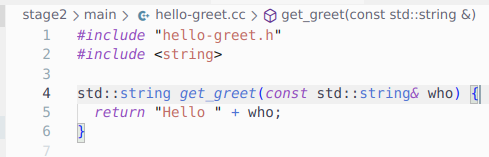 stage2 > main > hello-greet.cc > get_greet(const std::string &)
1 #include "hello-greet.h"
2 #include <string>
3
4 std::string get_greet(const std::string& who) {
5   return "Hello " + who;
6 }
7